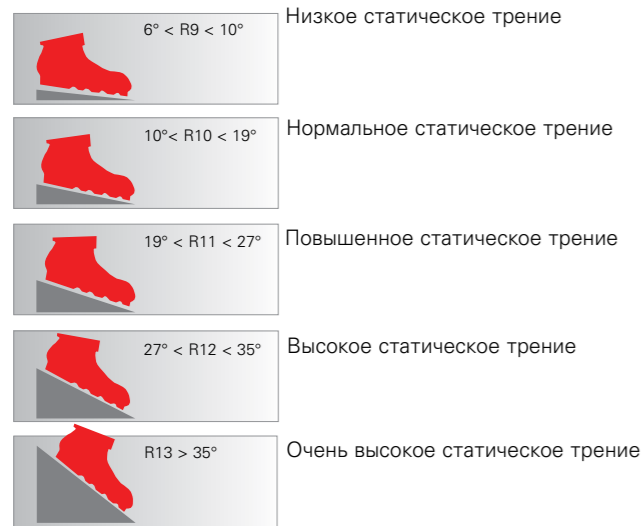 6° < R9 < 10°
Низкое статическое трение
10°< R10 < 19°
Нормальное статическое трение
19° < R11 < 27°
Повышенное статическое трение
27° < R12 < 35°
Высокое статическое трение
R13 > 35°
Очень высокое статическое трение